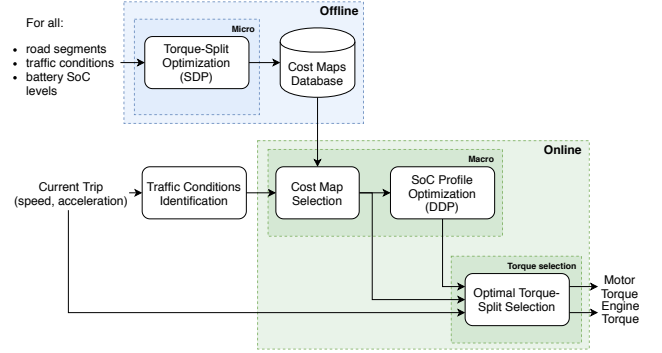 Offline
For all:
• road segments
• traffic conditions
• battery SoC
levels
Micro
Torque-Split
Optimization
(SDP)
Cost Maps
Database
Online
Macro
Current Trip
(speed, acceleration)
Traffic Conditions
Identification
Cost Map
Selection
SoC Profile
Optimization
(DDP)
Torque selection
Optimal Torque-
Split Selection
Motor
Torque
Engine
Torque